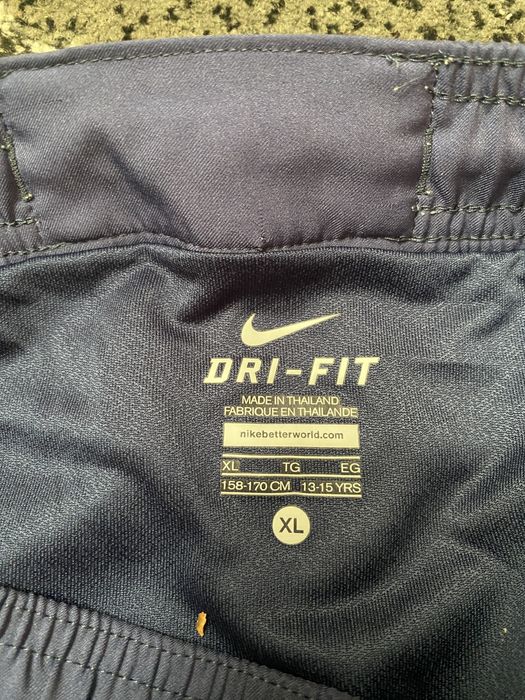 DRI-FIT
MADE IN THAILAND
FABRIQUE EN THAILANDE
nikebetterworld.com
XL TG EG
158-170 CM 13-15 YRS
XL